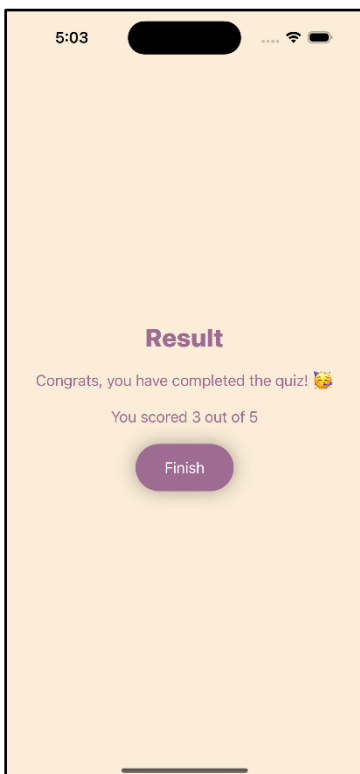 5:03
Result
Congrats, you have completed the quiz! 🥳
You scored 3 out of 5
Finish